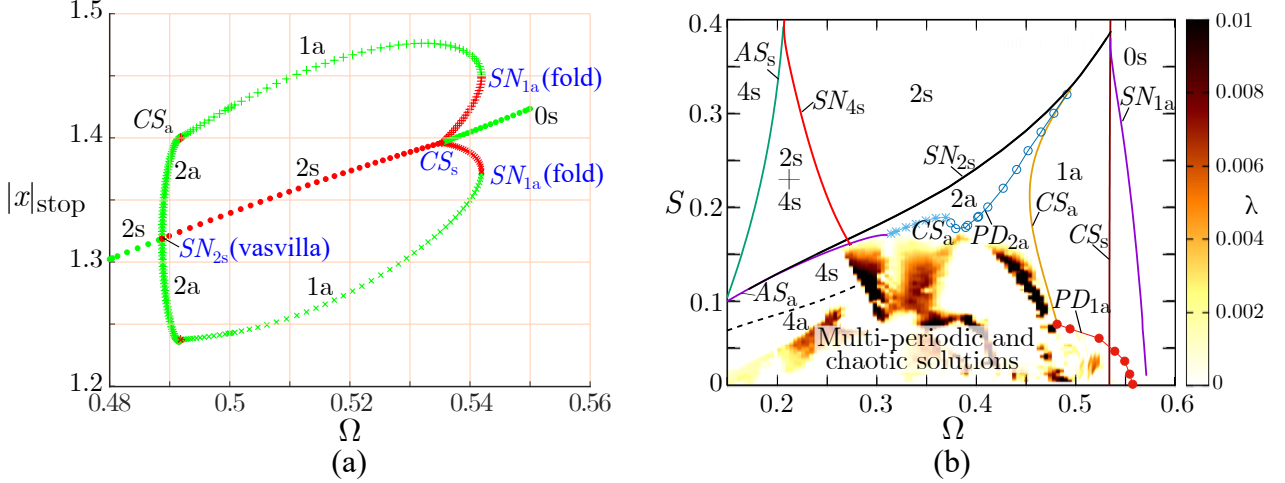 1.5
1.4
1.3
1.2
|x|stop
0.48
0.5
0.52
0.54
0.56
Ω
1a
SN1a(fold)
0s
CSa
2a
2s
CSs
SN1a(fold)
2s
SN2s(vasvilla)
2a
1a
(a)
0.4
0.3
0.2
0.1
0
S
0.2
0.3
0.4
0.5
0.6
Ω
ASs
4s
SN4s
2s
0s
SN1a
2s
+
4s
SN2s
1a
2a
CSa
CSa
PD2a
CSs
4s
ASa
PD1a
4a
Multi-periodic and
chaotic solutions
0.01
0.008
0.006
λ
0.004
0.002
0
(b)